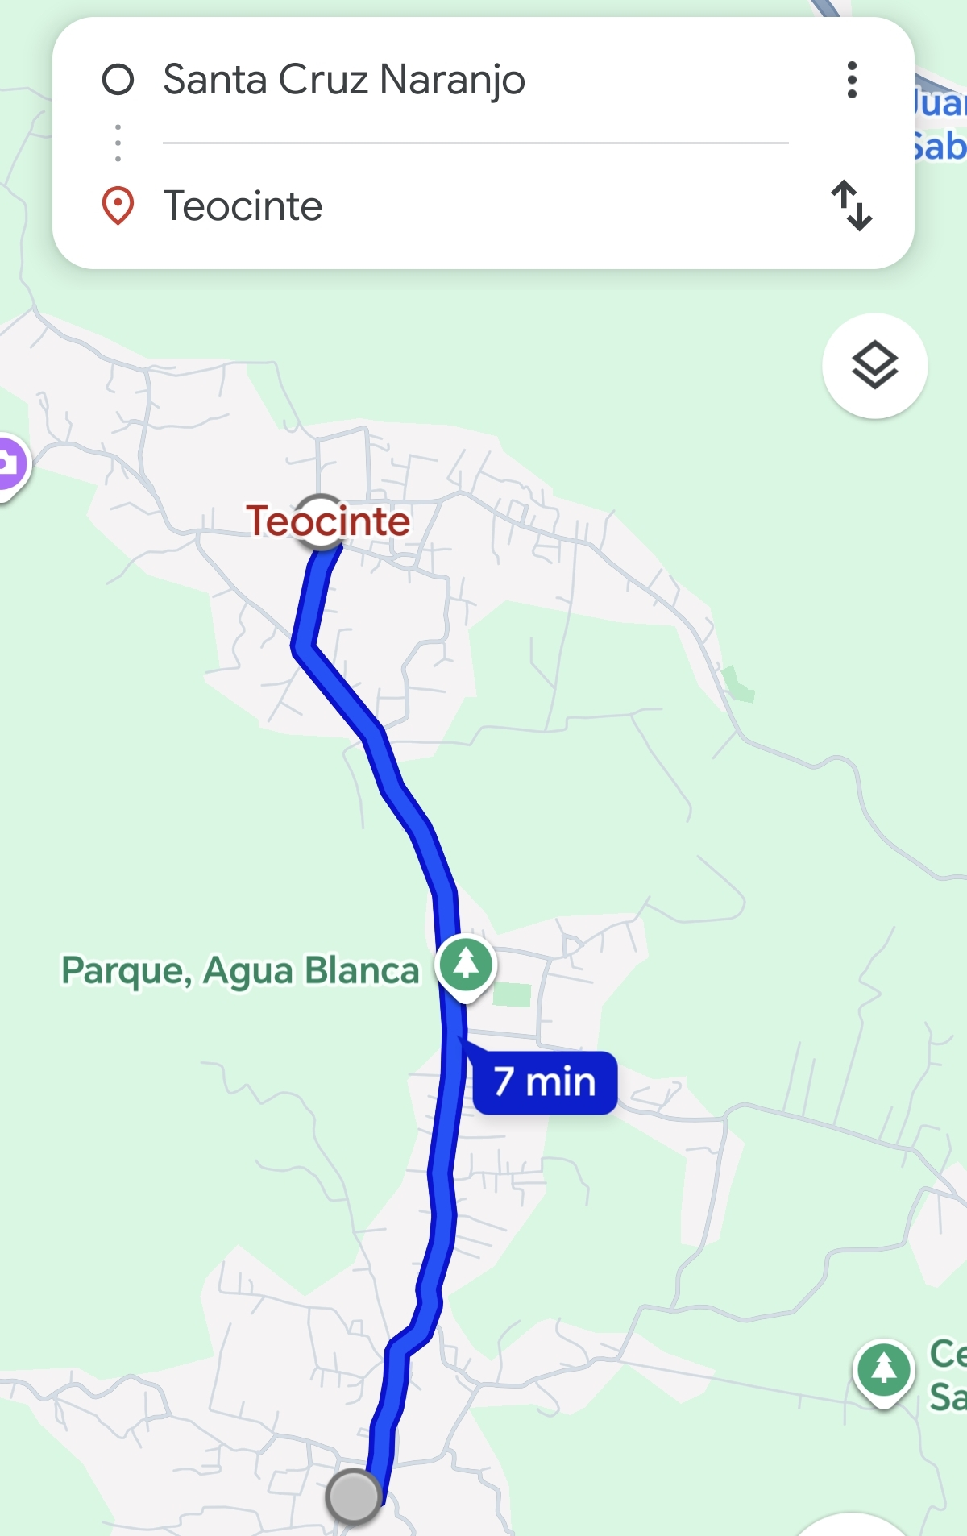 Santa Cruz Naranjo
Teocinte
Teocinte
Parque, Agua Blanca
7 min